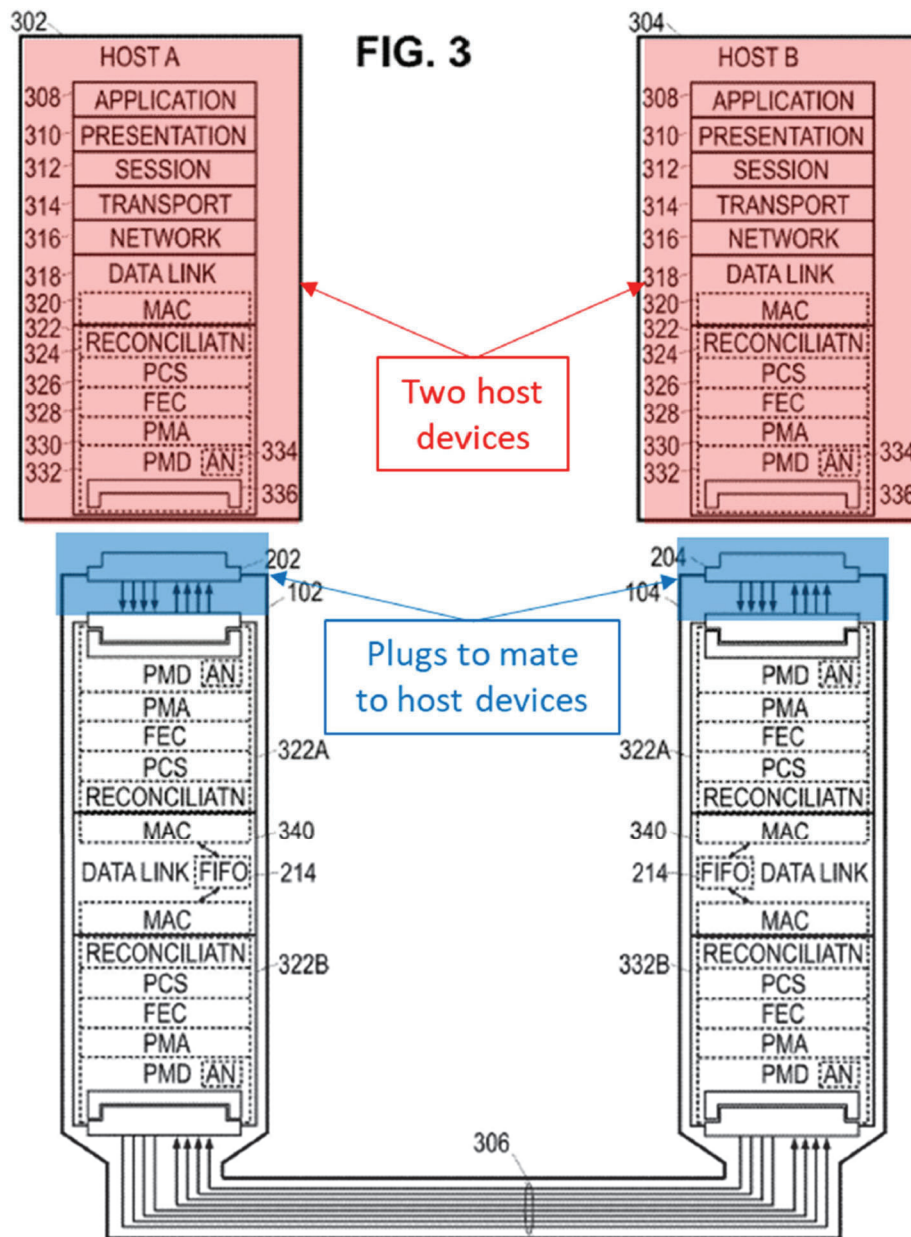 302
FIG. 3
304
HOST A
HOST B
308 APPLICATION
308 APPLICATION
310 PRESENTATION
310 PRESENTATION
312 SESSION
312 SESSION
314 TRANSPORT
314 TRANSPORT
316 NETWORK
316 NETWORK
318 DATA LINK
318 DATA LINK
320 MAC
320 MAC
322
322
324 RECONCILIATN
324 RECONCILIATN
326 PCS
326 PCS
328 FEC
328 FEC
330 PMA
330 PMA
332 PMD AN 334
332 PMD AN 334
336
336
Two host
devices
202
204
102
104
Plugs to mate
to host devices
PMD AN
PMA
FEC
PCS
322A
RECONCILIATN
MAC
340
DATA LINK FIFO 214
MAC
RECONCILIATN
322B
PCS
FEC
PMA
PMD AN
PMD AN
PMA
FEC
322A
PCS
RECONCILIATN
340 MAC
214 FIFO DATA LINK
MAC
RECONCILIATN
332B
PCS
FEC
PMA
PMD AN
306